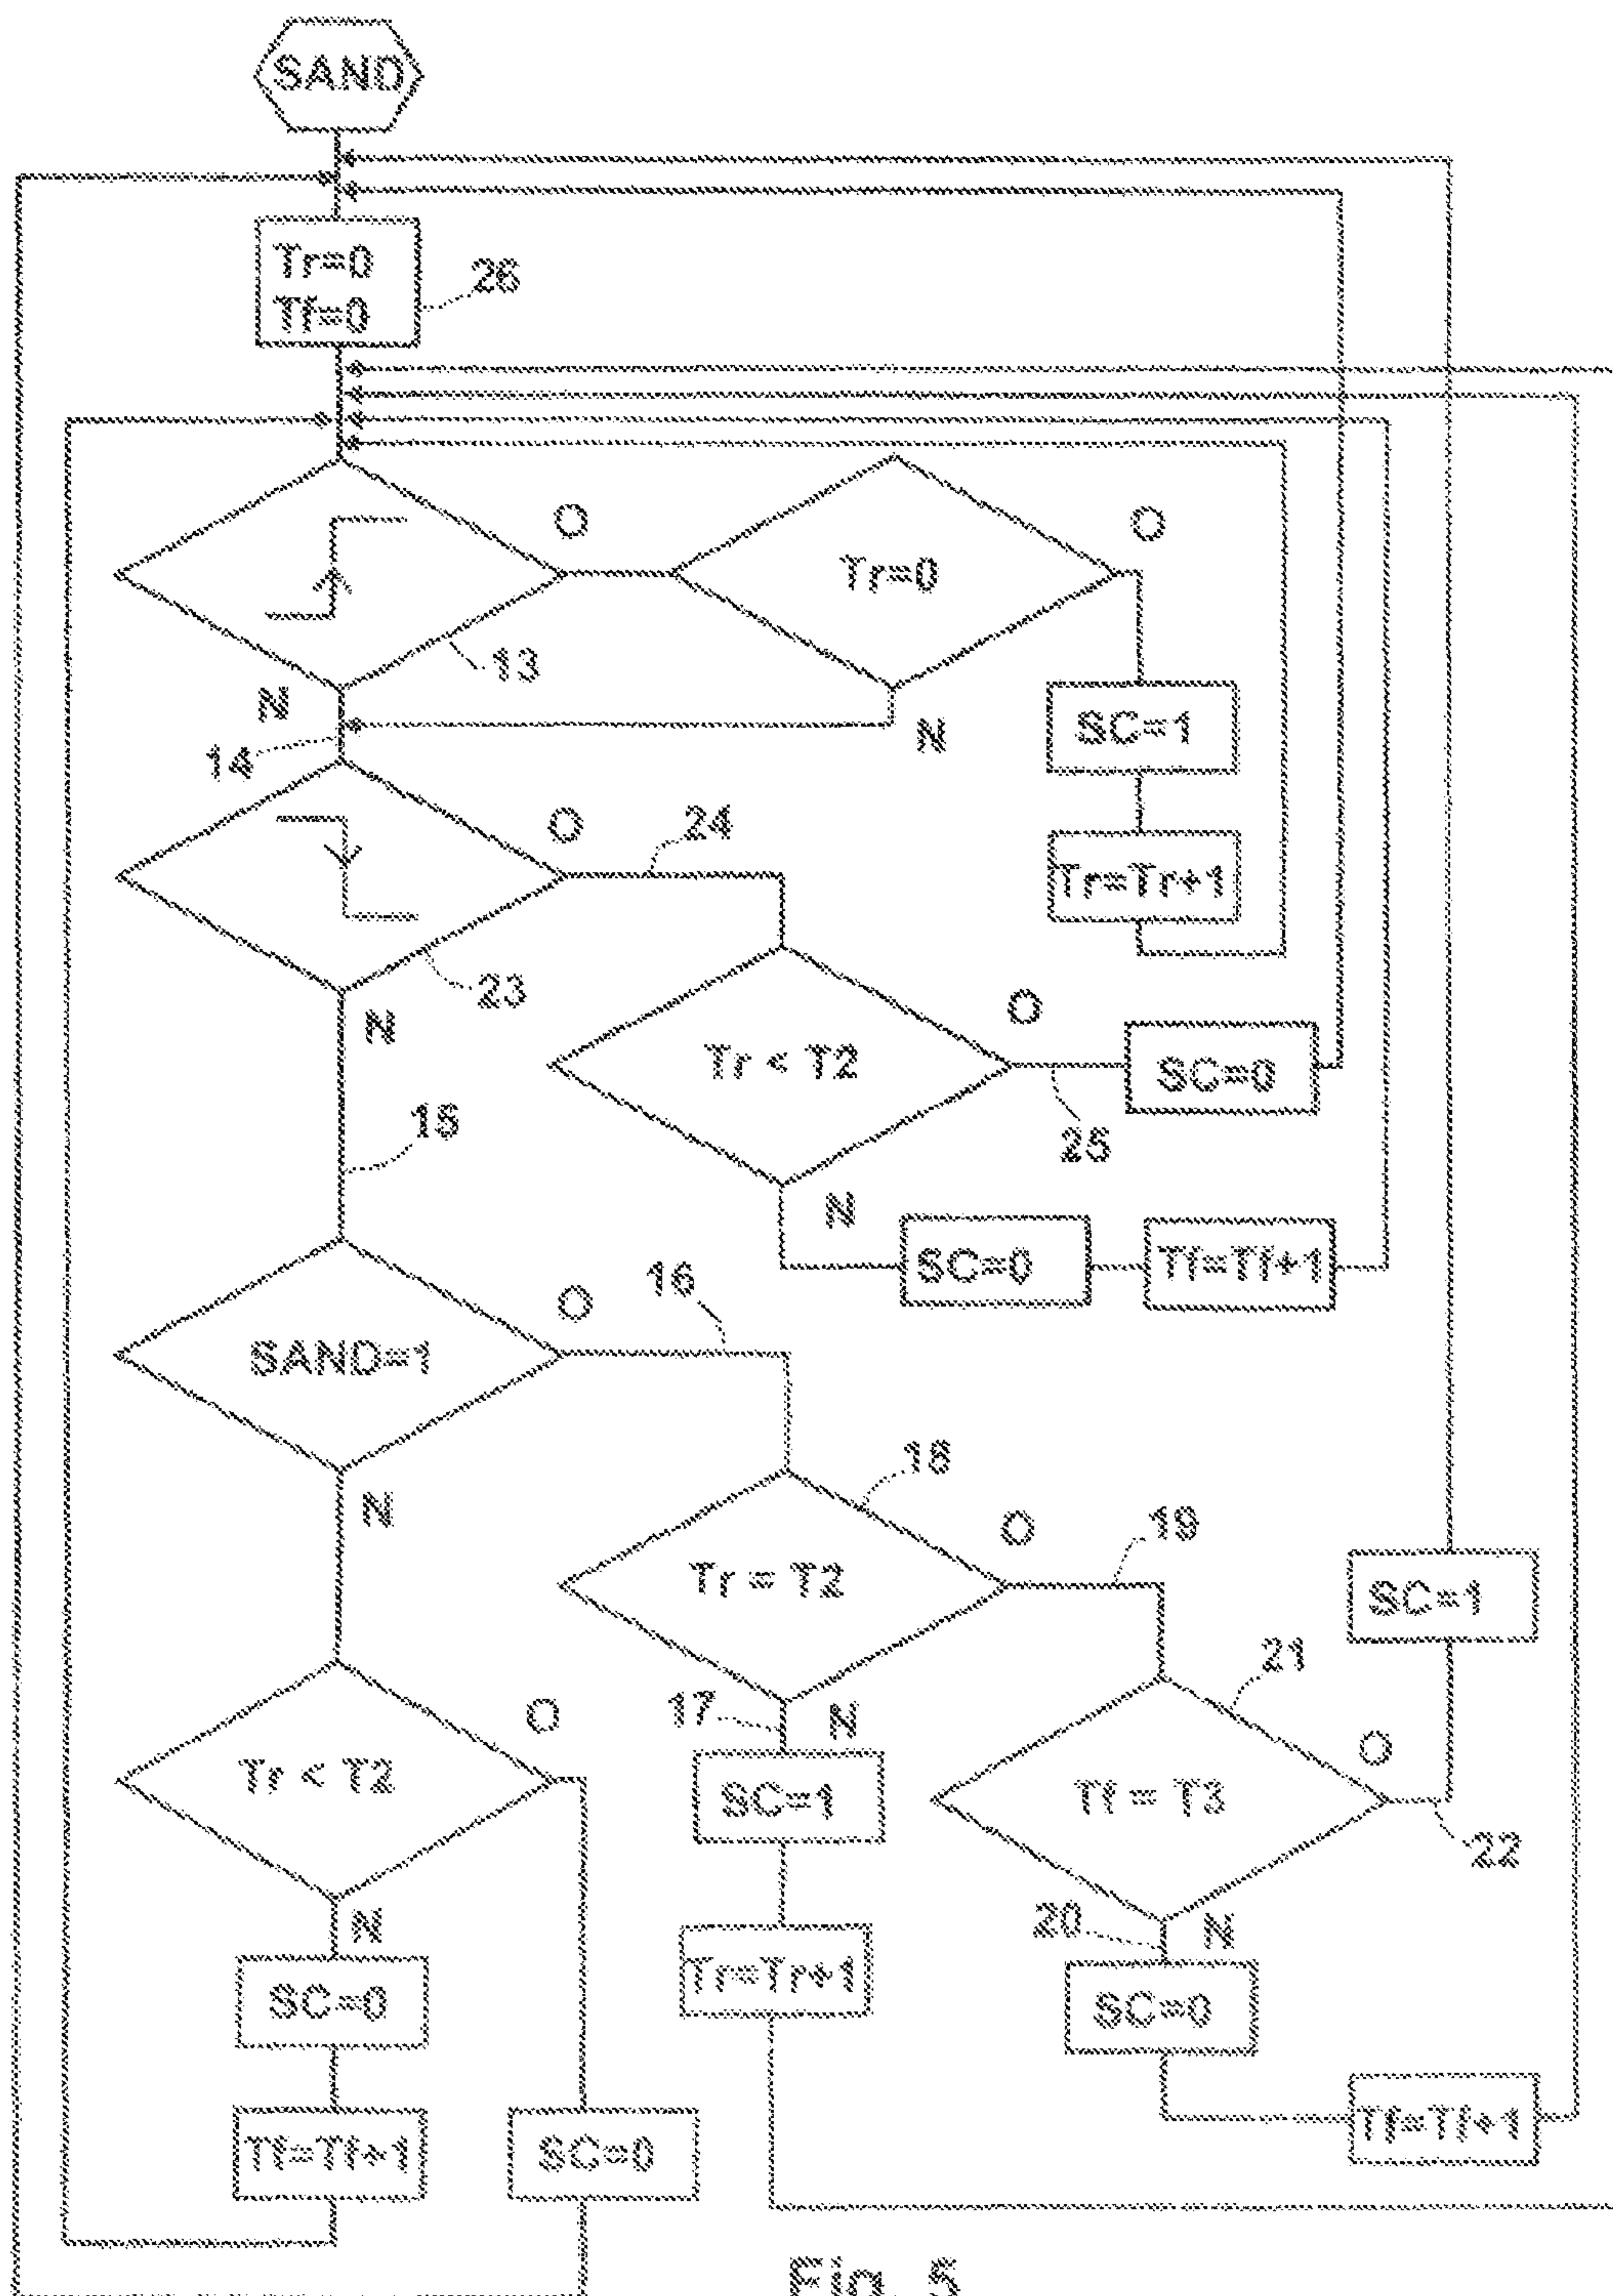 SAND
Tr=0
Tf=0
26
O
O
Tr=0
13
N
SC=1
N
14
O
24
Tr=Tr+1
23
N
O
Tr < T2
SC=0
25
15
N
SC=0
Tf=Tf+1
16
O
SAND=1
N
18
O
19
Tr = T2
SC=1
21
17
N
O
O
Tr < T2
SC=1
Tf = T3
22
N
20
N
Tr=Tr+1
SC=0
SC=0
Tf=Tf+1
Tf=Tf+1
SC=0
Fig. 5